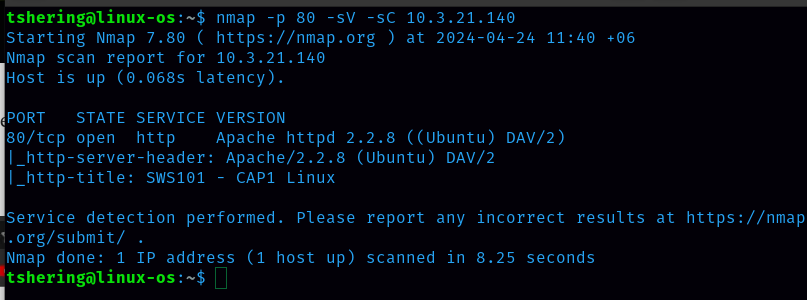 tshering@linux-os:~$ nmap -p 80 -sV -sC 10.3.21.140
Starting Nmap 7.80 ( https://nmap.org ) at 2024-04-24 11:40 +06
Nmap scan report for 10.3.21.140
Host is up (0.068s latency).
PORT   STATE SERVICE VERSION
80/tcp open  http    Apache httpd 2.2.8 ((Ubuntu) DAV/2)
|_http-server-header: Apache/2.2.8 (Ubuntu) DAV/2
|_http-title: SWS101 - CAP1 Linux
Service detection performed. Please report any incorrect results at https://nmap
.org/submit/ .
Nmap done: 1 IP address (1 host up) scanned in 8.25 seconds
tshering@linux-os:~$